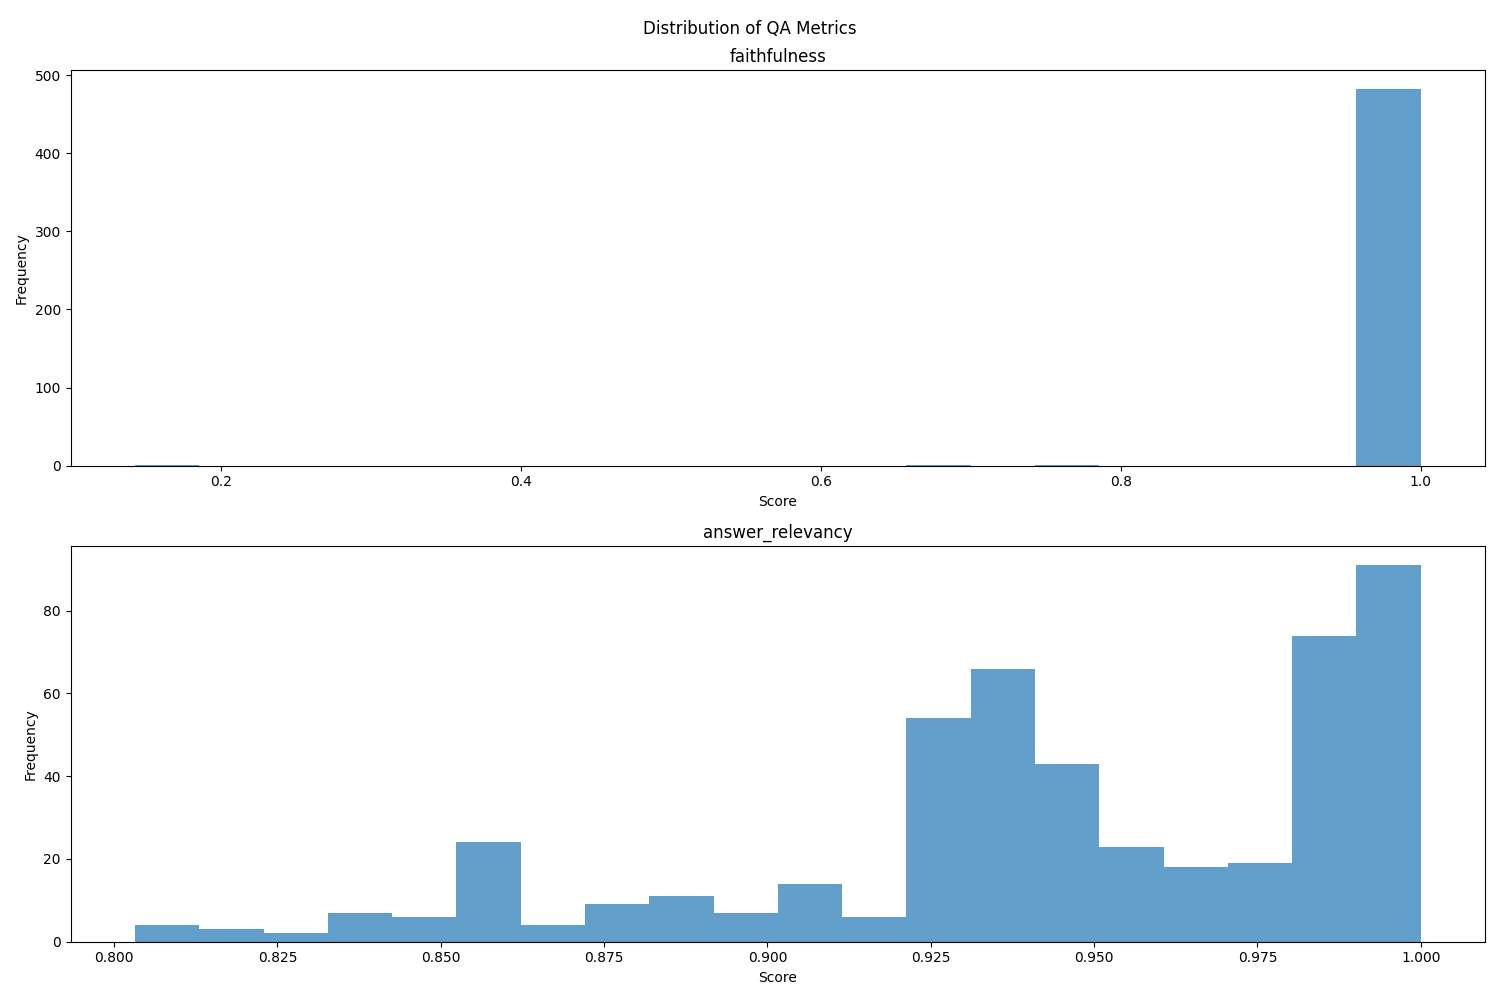 Distribution of QA Metrics
faithfulness
500
400
300
200
100
0
Frequency
0.2 0.4 0.6 0.8 1.0
Score
answer_relevancy
80
60
40
20
0
Frequency
0.800 0.825 0.850 0.875 0.900 0.925 0.950 0.975 1.000
Score